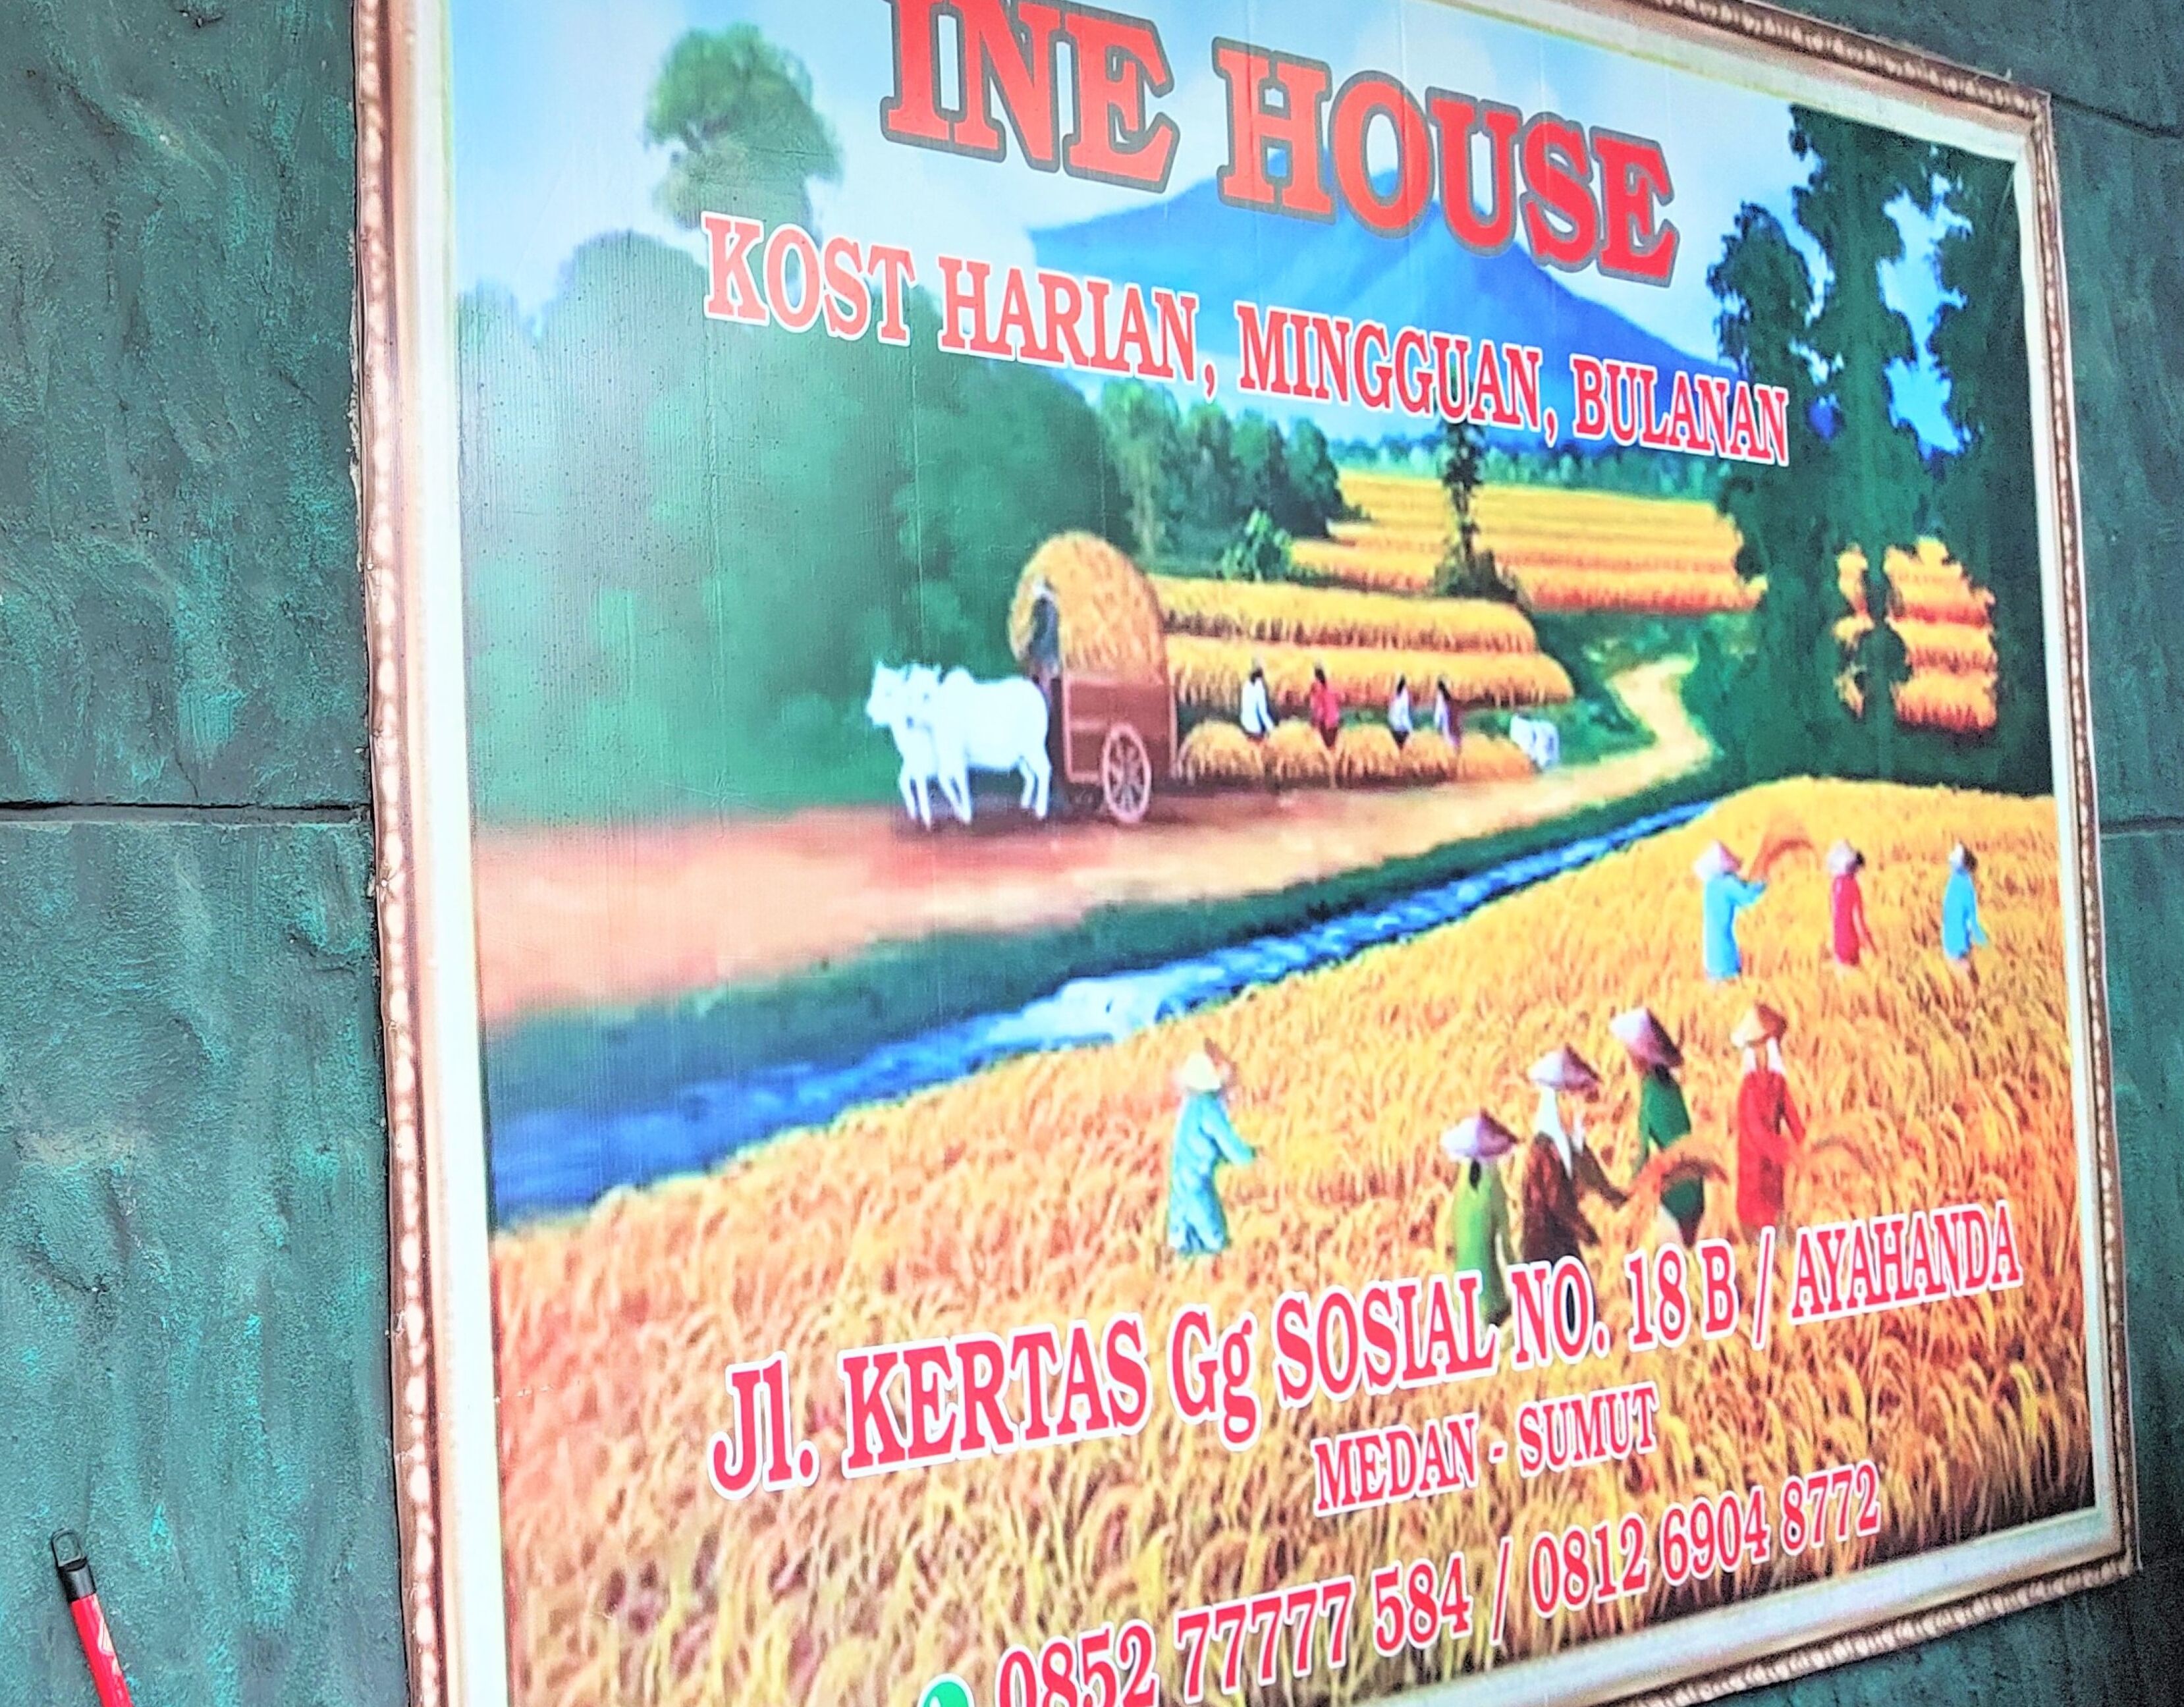 INE HOUSE
KOST HARIAN, MINGGUAN, BULANAN
Jl. KERTAS Gg SOSIAL NO. 18 B / AYAHANDA
MEDAN - SUMUT
0852 77777 584 / 0812 6904 8772